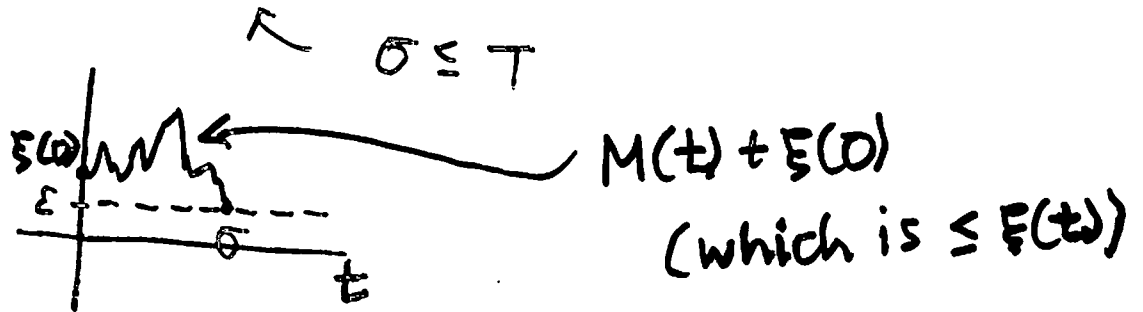 σ ≤ T
ξ(0)
M(t) + ξ(0)
ε
(which is ≤ ξ(t))
σ
t